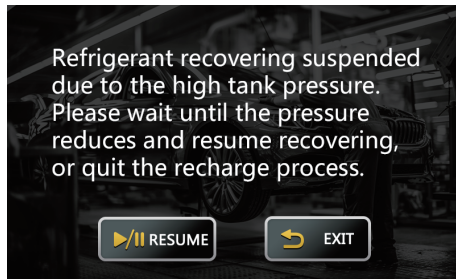 Refrigerant recovering suspended
due to the high tank pressure.
Please wait until the pressure
reduces and resume recovering,
or quit the recharge process.
RESUME EXIT